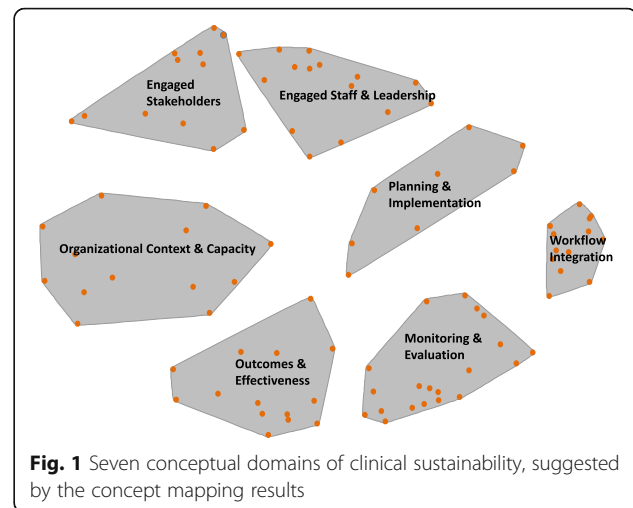 Engaged
Stakeholders
Engaged Staff & Leadership
Planning &
Implementation
Organizational Context & Capacity
Workflow
Integration
Monitoring &
Evaluation
Outcomes &
Effectiveness
Fig. 1 Seven conceptual domains of clinical sustainability, suggested
by the concept mapping results